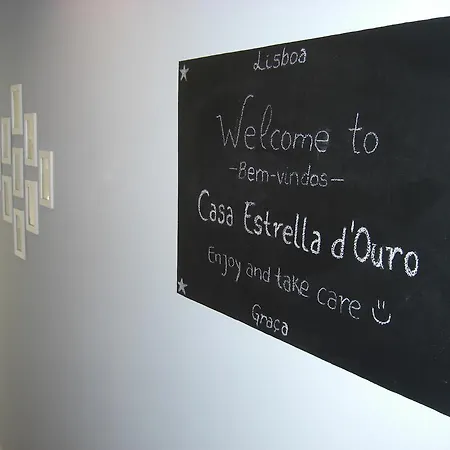 Lisboa
Welcome to
-Bem-vindos-
Casa Estrella d'Ouro
Enjoy and take care
Graça